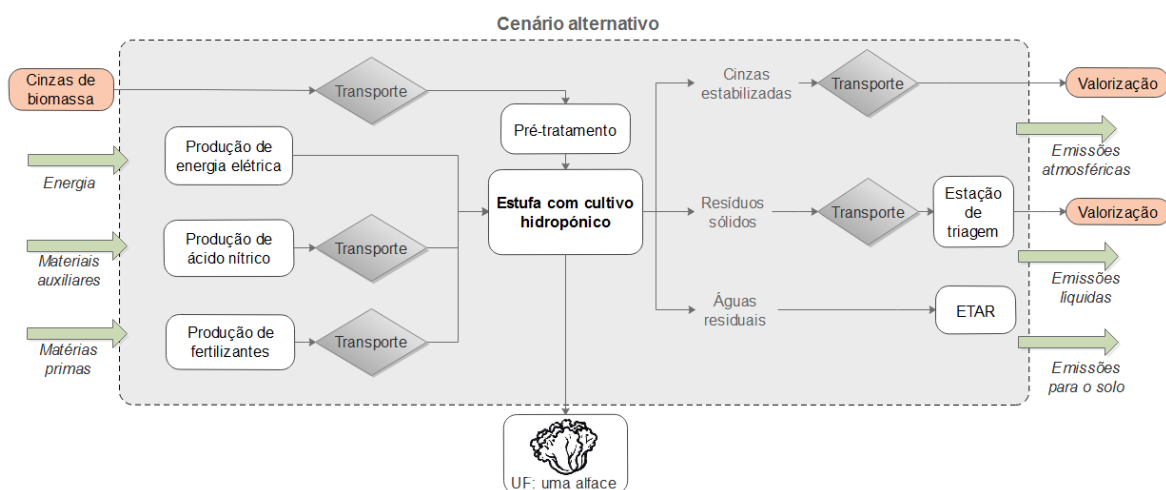 Cenário alternativo
Cinzas de
biomassa
Transporte
Cinzas
estabilizadas
Transporte
Valorização
Pré-tratamento
Emissões
atmosféricas
Energia
Produção de
energia elétrica
Estufa com cultivo
hidropónico
Resíduos
sólidos
Transporte
Estação
de
triagem
Valorização
Materiais
auxiliares
Produção de
ácido nítrico
Transporte
Emissões
líquidas
Águas
residuais
ETAR
Matérias
primas
Produção de
fertilizantes
Transporte
Emissões
para o solo
UF: uma alface